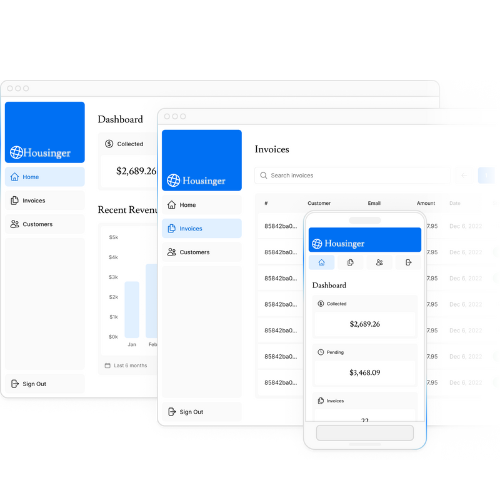 Housinger
Home
Invoices
Customers
Sign Out
Dashboard
Collected
$2,689.26
Recent Revenu
$5k
$4k
$3k
$2k
$1k
$0k
Jan
Feb
Last 6 months
Housinger
Home
Invoices
Customers
Sign Out
Invoices
Search invoices
# Customer Email Amount Date
85842ba0... 7.95 Dec 6, 2022
85842ba0... 7.95 Dec 6, 2022
85842ba0... 7.95 Dec 6, 2022
85842ba0... 7.95 Dec 6, 2022
85842ba0... 7.95 Dec 6, 2022
85842ba0... 7.95 Dec 6, 2022
85842ba0... 7.95 Dec 6, 2022
Housinger
Dashboard
Collected
$2,689.26
Pending
$3,468.09
Invoices
22